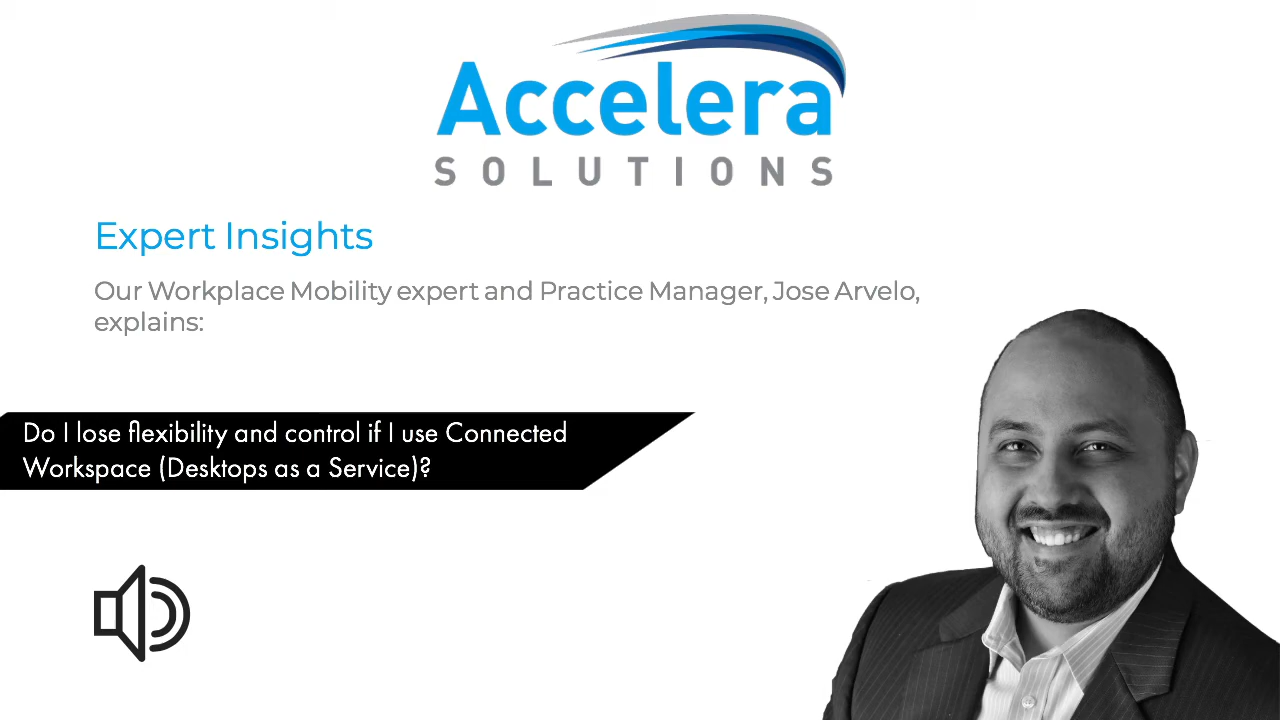 Accelera
SOLUTIONS
Expert Insights
Our Workplace Mobility expert and Practice Manager, Jose Arvelo,
explains:
Do I lose flexibility and control if I use Connected
Workspace (Desktops as a Service)?